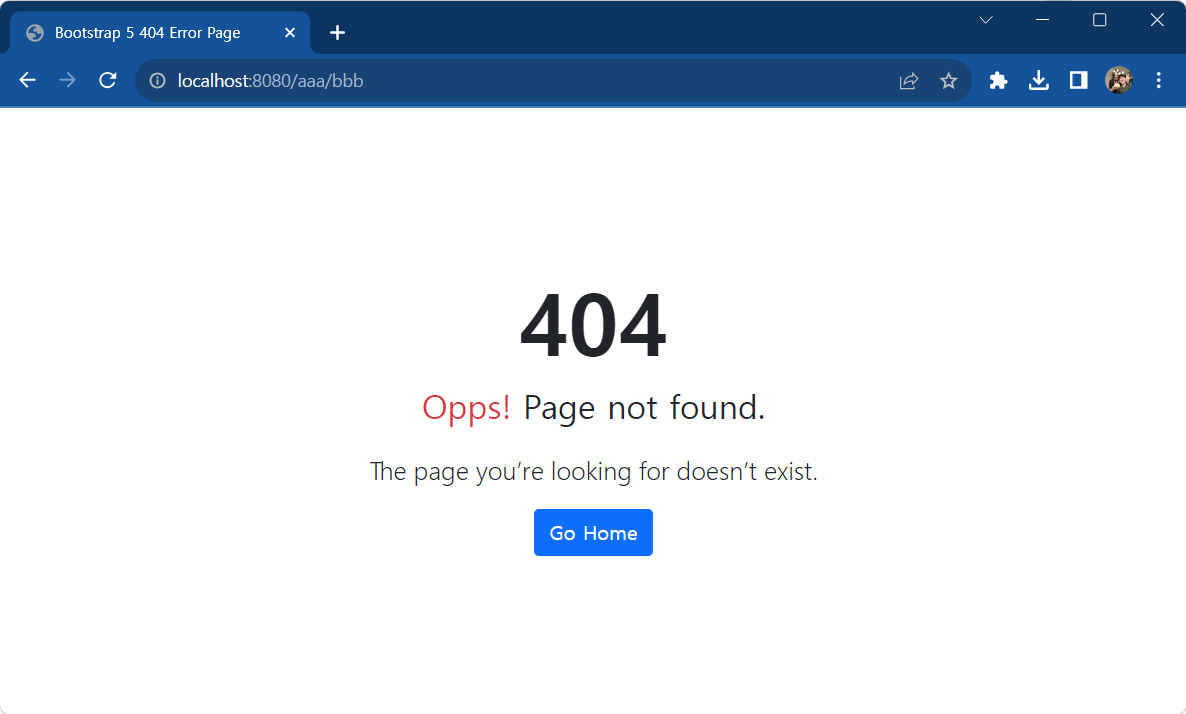 Bootstrap 5 404 Error Page
localhost:8080/aaa/bbb
404
Opps! Page not found.
The page you’re looking for doesn’t exist.
Go Home